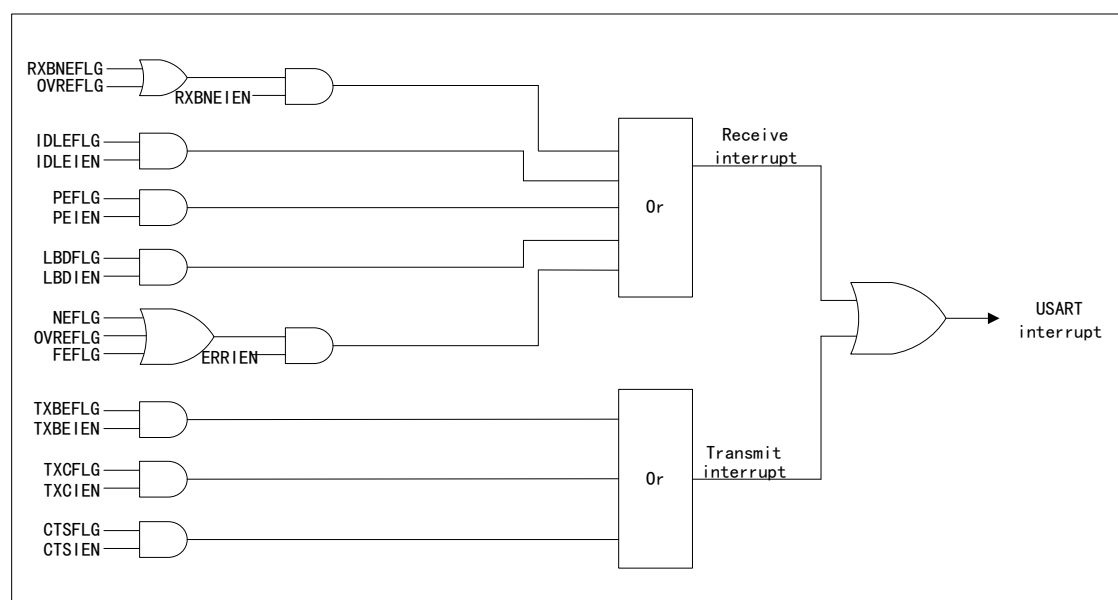 RXBNEFLG
OVREFLG
RXBNEIEN
IDLEFLG
IDLEIEN
PEFLG
PEIEN
LBDFLG
LBDIEN
NEFLG
OVREFLG
FEFLG
ERRIEN
Or
Receive
interrupt
TXBEFLG
TXBEIEN
TXCFLG
TXCIEN
CTSFLG
CTSIEN
Or
Transmit
interrupt
USART
interrupt